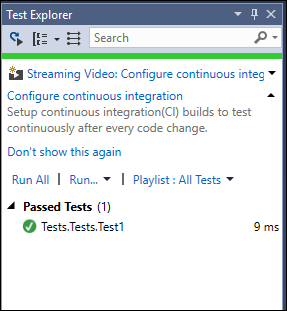 Test Explorer
Search
Streaming Video: Configure continuous integ
Configure continuous integration
Setup continuous integration(CI) builds to test
continuously after every code change.
Don't show this again
Run All | Run... | Playlist : All Tests
Passed Tests (1)
Tests.Tests.Test1 9 ms